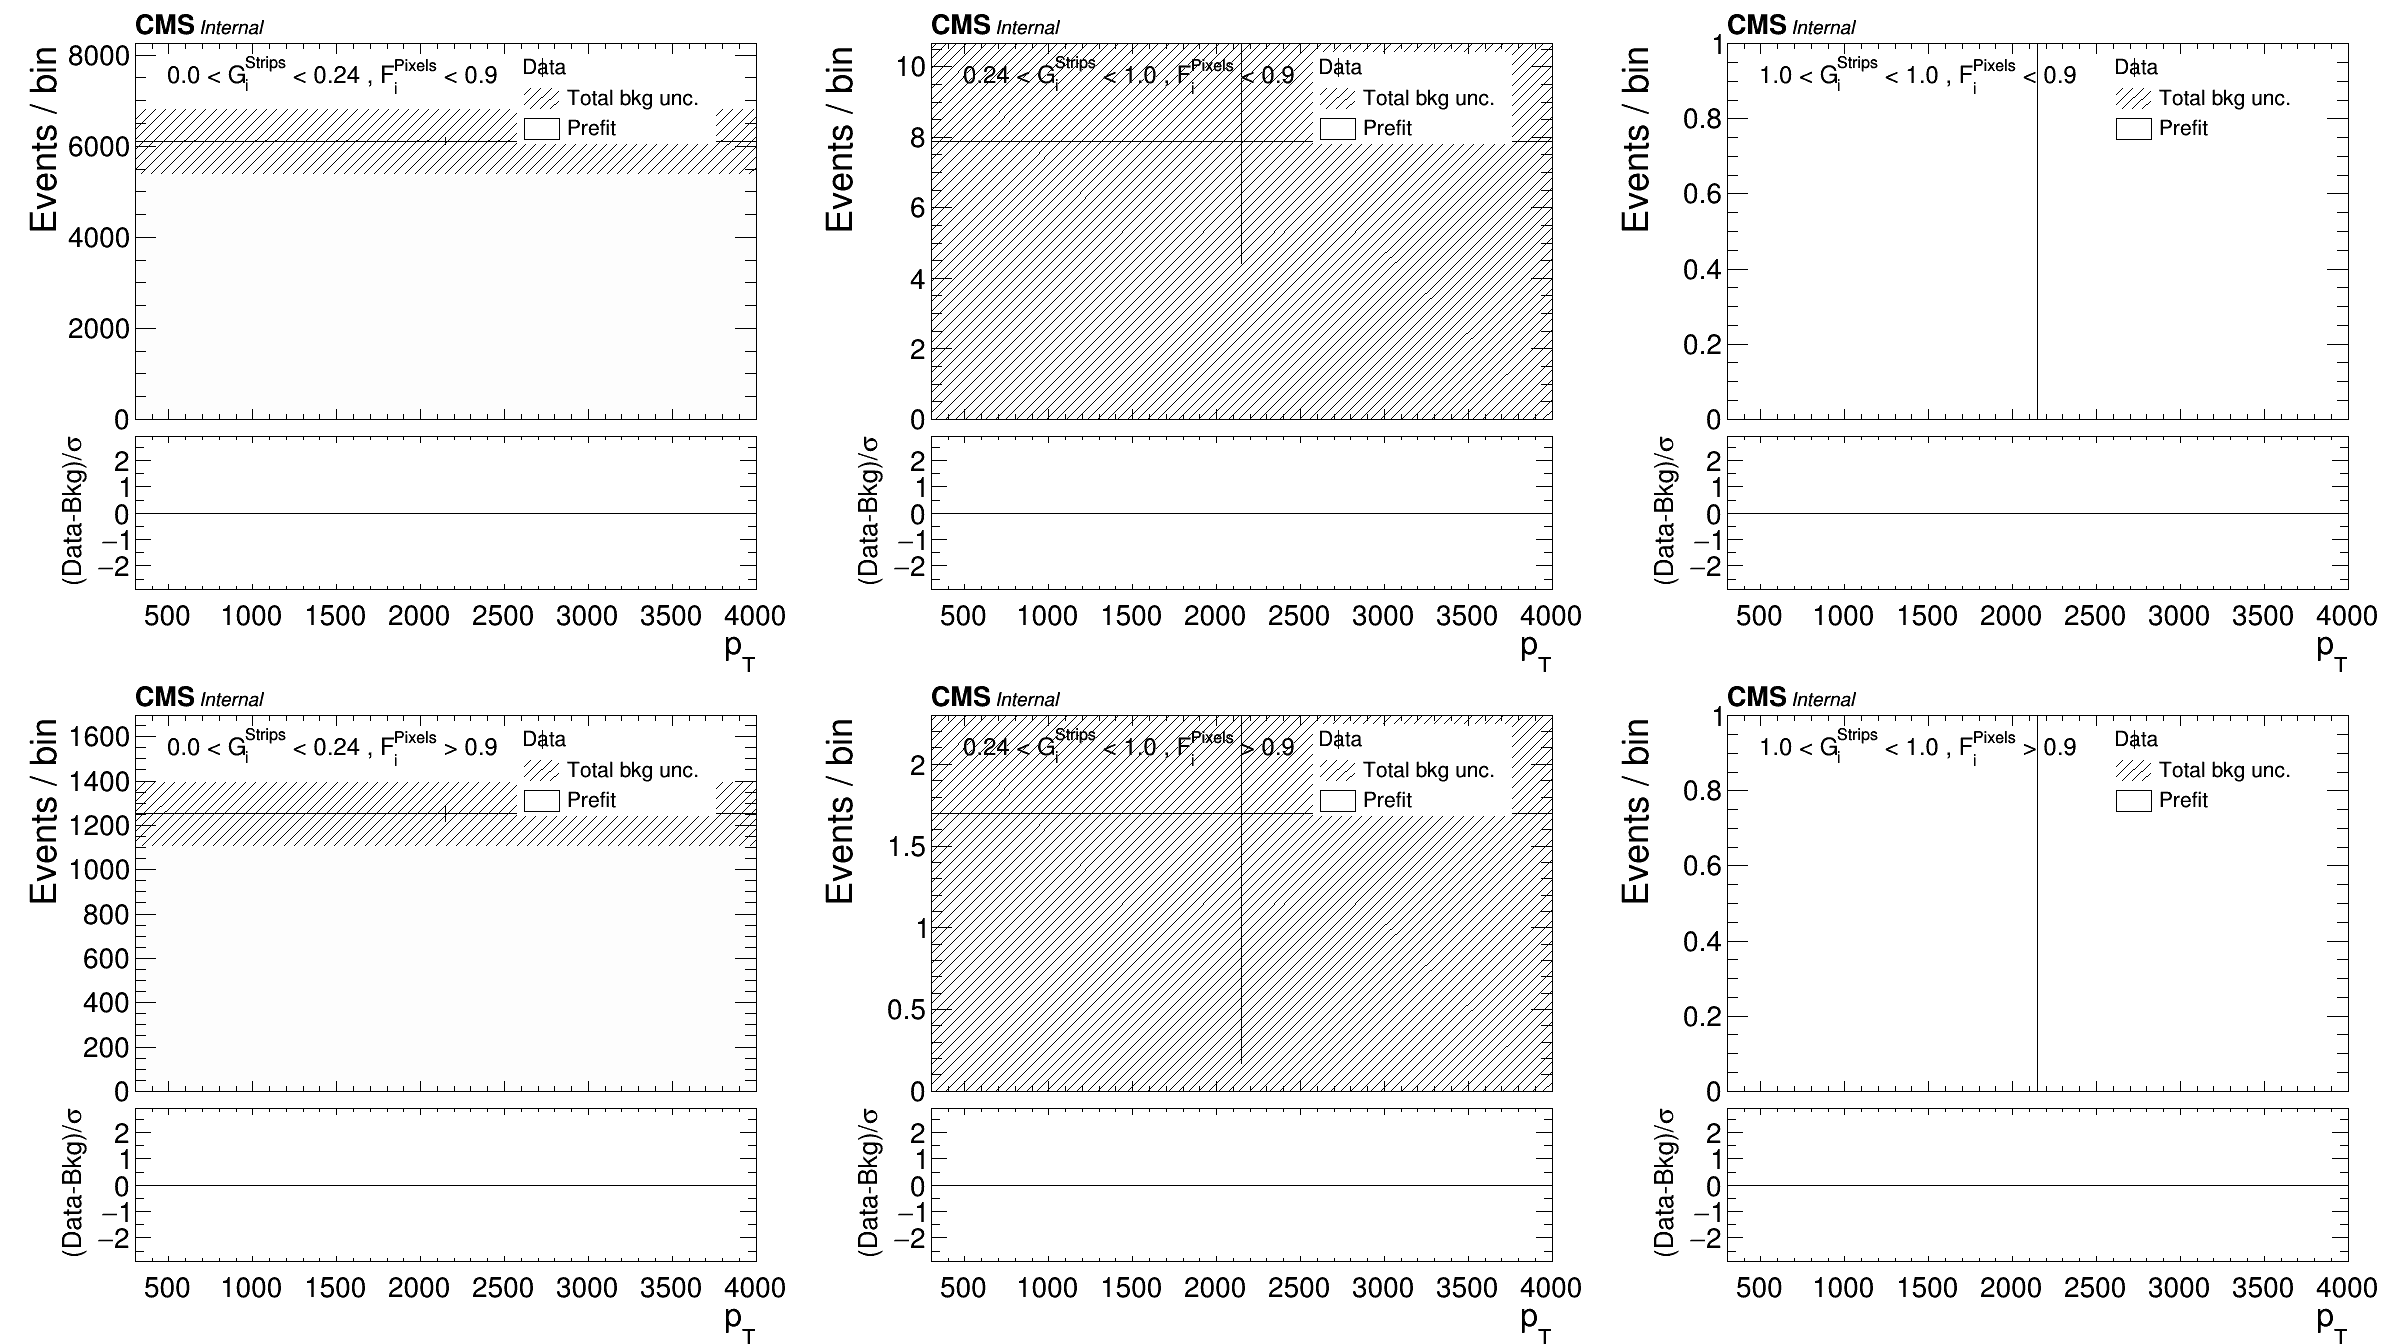 CMS Internal
Events / bin
8000
6000
4000
2000
0
0.0 < G_i^Strips < 0.24 , F_i^Pixels < 0.9
Data
Total bkg unc.
Prefit
(Data-Bkg)/σ
2
1
0
−1
−2
500 1000 1500 2000 2500 3000 3500 4000
p_T
CMS Internal
Events / bin
10
8
6
4
2
0
0.24 < G_i^Strips < 1.0 , F_i^Pixels < 0.9
Data
Total bkg unc.
Prefit
(Data-Bkg)/σ
2
1
0
−1
−2
500 1000 1500 2000 2500 3000 3500 4000
p_T
CMS Internal
Events / bin
1
0.8
0.6
0.4
0.2
0
1.0 < G_i^Strips < 1.0 , F_i^Pixels < 0.9
Data
Total bkg unc.
Prefit
(Data-Bkg)/σ
2
1
0
−1
−2
500 1000 1500 2000 2500 3000 3500 4000
p_T
CMS Internal
Events / bin
1600
1400
1200
1000
800
600
400
200
0
0.0 < G_i^Strips < 0.24 , F_i^Pixels > 0.9
Data
Total bkg unc.
Prefit
(Data-Bkg)/σ
2
1
0
−1
−2
500 1000 1500 2000 2500 3000 3500 4000
p_T
CMS Internal
Events / bin
2
1.5
1
0.5
0
0.24 < G_i^Strips < 1.0 , F_i^Pixels > 0.9
Data
Total bkg unc.
Prefit
(Data-Bkg)/σ
2
1
0
−1
−2
500 1000 1500 2000 2500 3000 3500 4000
p_T
CMS Internal
Events / bin
1
0.8
0.6
0.4
0.2
0
1.0 < G_i^Strips < 1.0 , F_i^Pixels > 0.9
Data
Total bkg unc.
Prefit
(Data-Bkg)/σ
2
1
0
−1
−2
500 1000 1500 2000 2500 3000 3500 4000
p_T